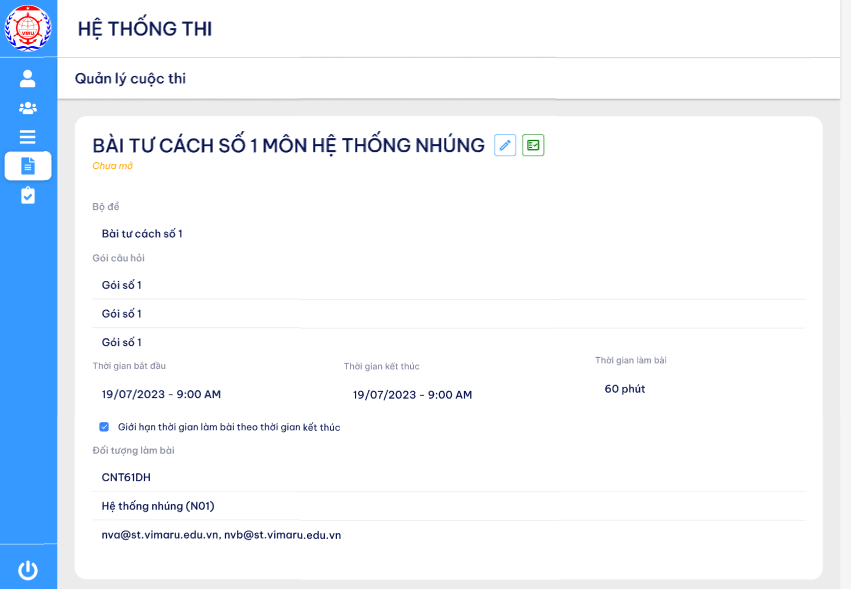 VMRU
HỆ THỐNG THI
Quản lý cuộc thi
BÀI TƯ CÁCH SỐ 1 MÔN HỆ THỐNG NHÚNG
Chưa mở
Bộ đề
Bài tư cách số 1
Gói câu hỏi
Gói số 1
Gói số 1
Gói số 1
Thời gian bắt đầu Thời gian kết thúc Thời gian làm bài
19/07/2023 - 9:00 AM 19/07/2023 - 9:00 AM 60 phút
Giới hạn thời gian làm bài theo thời gian kết thúc
Đối tượng làm bài
CNT61DH
Hệ thống nhúng (N01)
nva@st.vimaru.edu.vn, nvb@st.vimaru.edu.vn